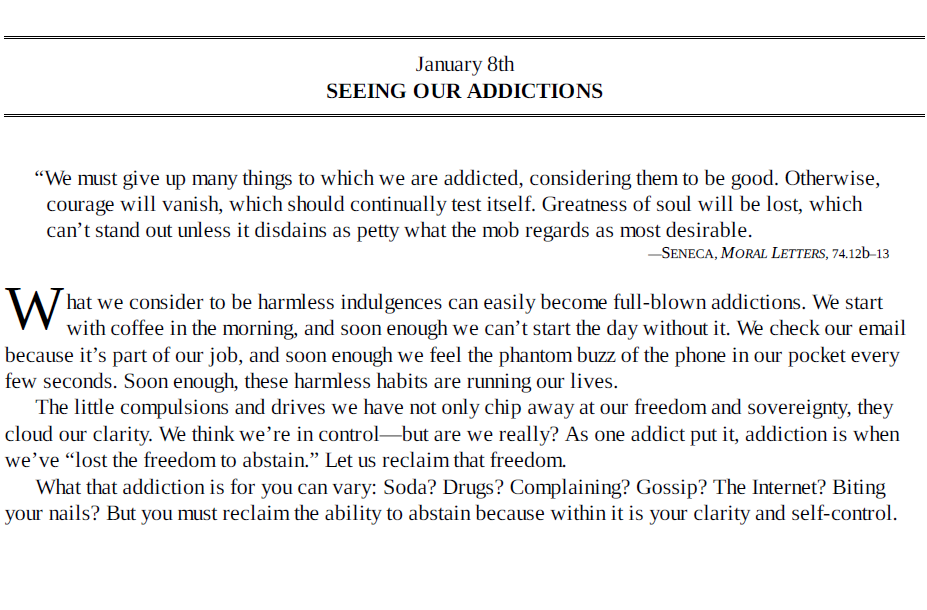 January 8th
SEEING OUR ADDICTIONS
“We must give up many things to which we are addicted, considering them to be good. Otherwise,
courage will vanish, which should continually test itself. Greatness of soul will be lost, which
can’t stand out unless it disdains as petty what the mob regards as most desirable.
—SENECA, MORAL LETTERS, 74.12b–13
What we consider to be harmless indulgences can easily become full-blown addictions. We start
with coffee in the morning, and soon enough we can’t start the day without it. We check our email
because it’s part of our job, and soon enough we feel the phantom buzz of the phone in our pocket every
few seconds. Soon enough, these harmless habits are running our lives.
The little compulsions and drives we have not only chip away at our freedom and sovereignty, they
cloud our clarity. We think we’re in control—but are we really? As one addict put it, addiction is when
we’ve “lost the freedom to abstain.” Let us reclaim that freedom.
What that addiction is for you can vary: Soda? Drugs? Complaining? Gossip? The Internet? Biting
your nails? But you must reclaim the ability to abstain because within it is your clarity and self-control.